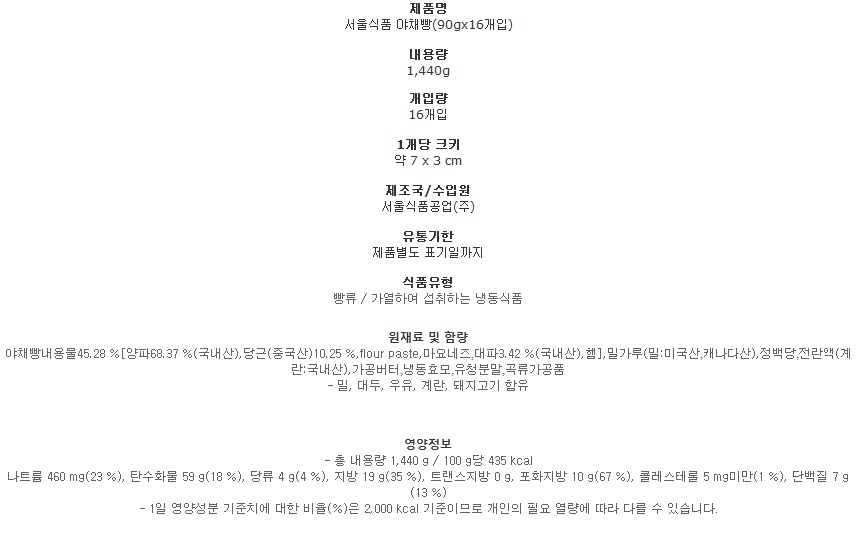 제품명
서울식품 야채빵(90gx16개입)
내용량
1,440g
개입량
16개입
1개당 크키
약 7 x 3 cm
제조국/수입원
서울식품공업(주)
유통기한
제품별도 표기일까지
식품유형
빵류 / 가열하여 섭취하는 냉동식품
원재료 및 함량
야채빵내용물45.28 %[양파68.37 %(국내산),당근(중국산)10.25 %,flour paste,마요네즈,대파3.42 %(국내산),햄],밀가루(밀:미국산,캐나다산),정백당,전란액(계
란:국내산),가공버터,냉동효모,유청분말,곡류가공품
- 밀, 대두, 우유, 계란, 돼지고기 함유
영양정보
- 총 내용량 1,440 g / 100 g당 435 kcal
나트륨 460 mg(23 %), 탄수화물 59 g(18 %), 당류 4 g(4 %), 지방 19 g(35 %), 트랜스지방 0 g, 포화지방 10 g(67 %), 콜레스테롤 5 mg미만(1 %), 단백질 7 g
(13 %)
- 1일 영양성분 기준치에 대한 비율(%)은 2,000 kcal 기준이므로 개인의 필요 열량에 따라 다를 수 있습니다.